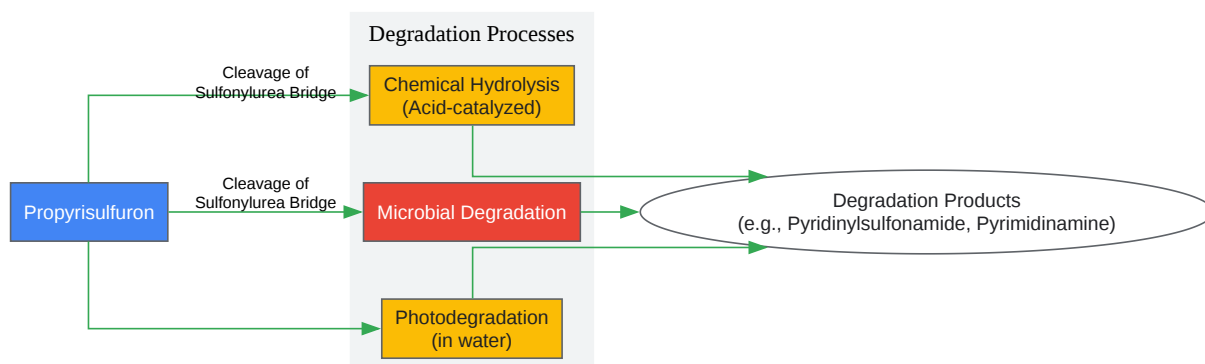 Degradation Processes
Cleavage of
Sulfonylurea Bridge
Chemical Hydrolysis
(Acid-catalyzed)
Propyrisulfuron
Cleavage of
Sulfonylurea Bridge
Microbial Degradation
Degradation Products
(e.g., Pyridinylsulfonamide, Pyrimidinamine)
Photodegradation
(in water)